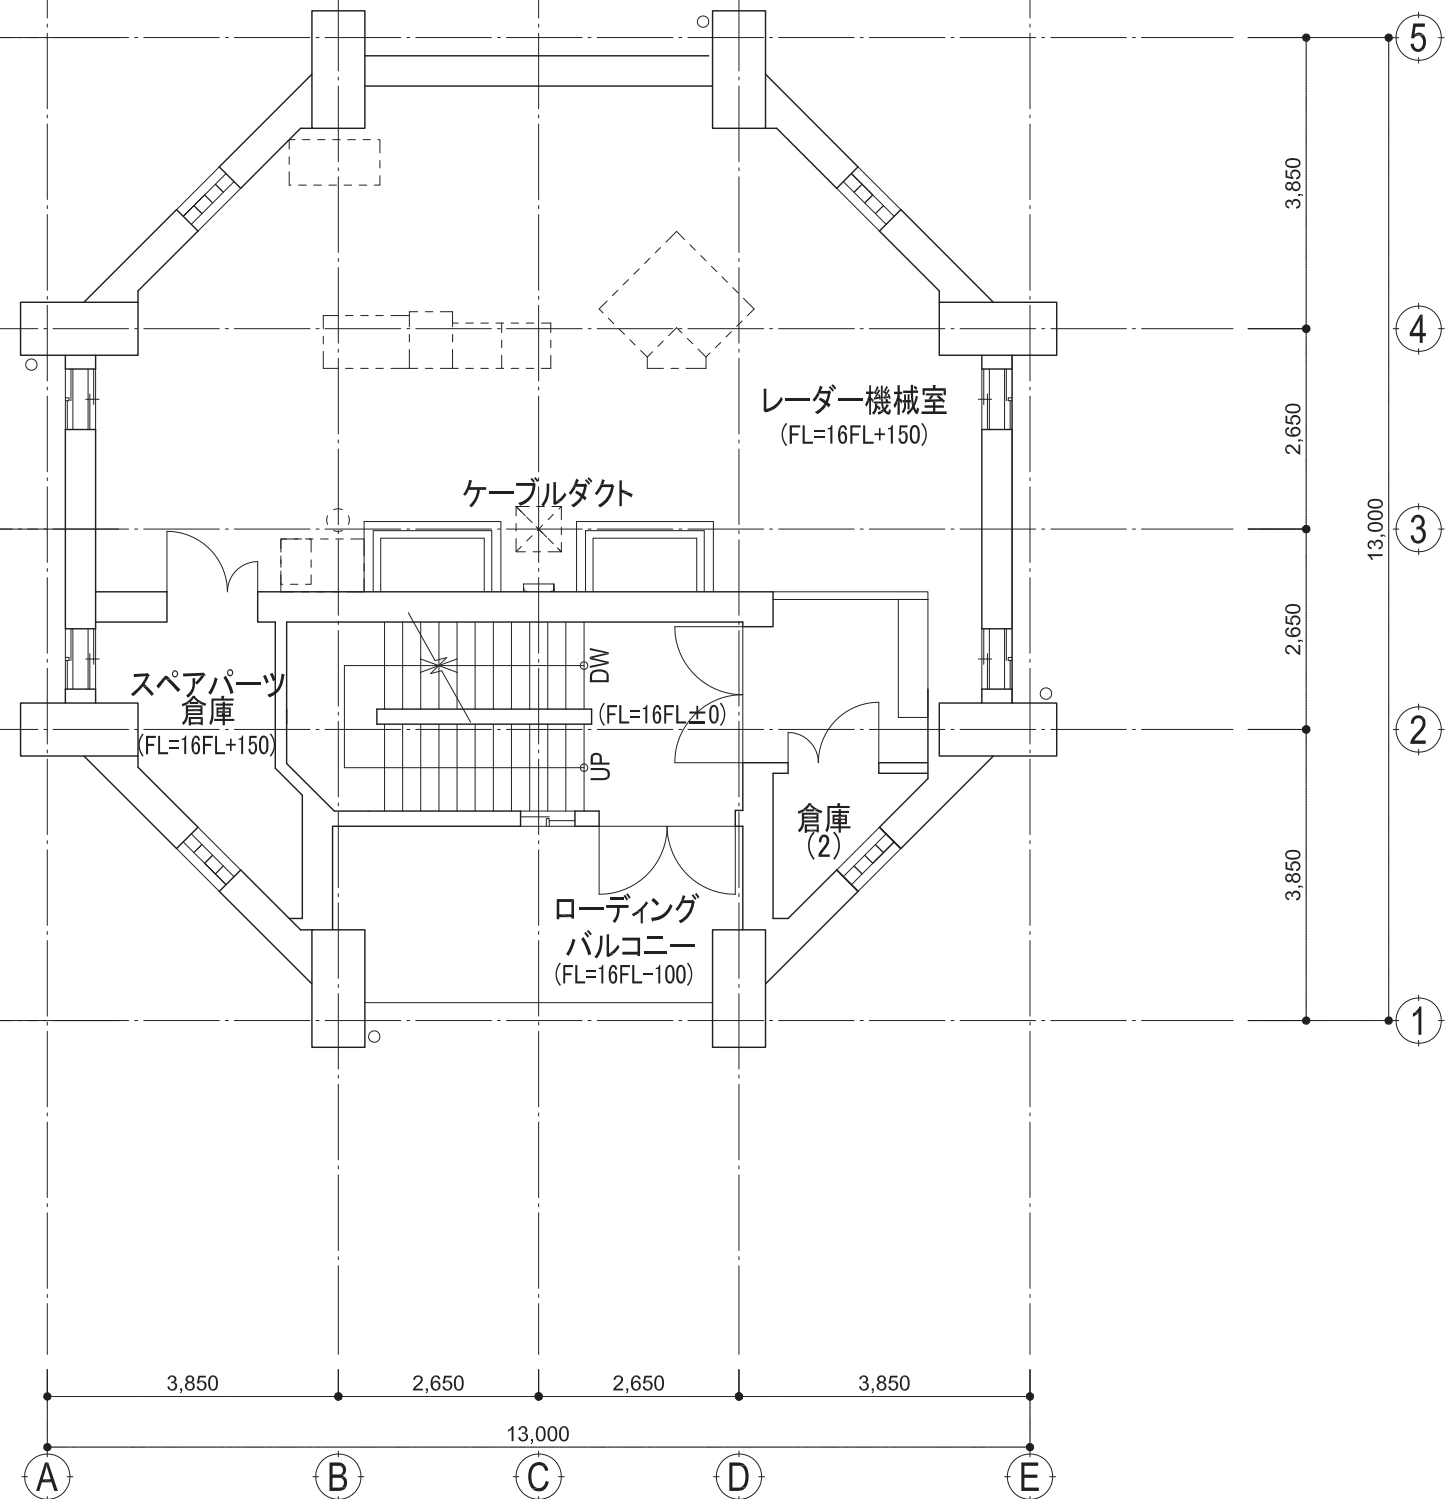 5
3,850
4
レーダー機械室
(FL=16FL+150)
2,650
ケーブルダクト
3
13,000
2,650
スペアパーツ
倉庫
(FL=16FL+150)
DW
(FL=16FL±0)
2
UP
倉庫
(2)
3,850
ローディング
バルコニー
(FL=16FL-100)
1
3,850 2,650 2,650 3,850
13,000
A B C D E